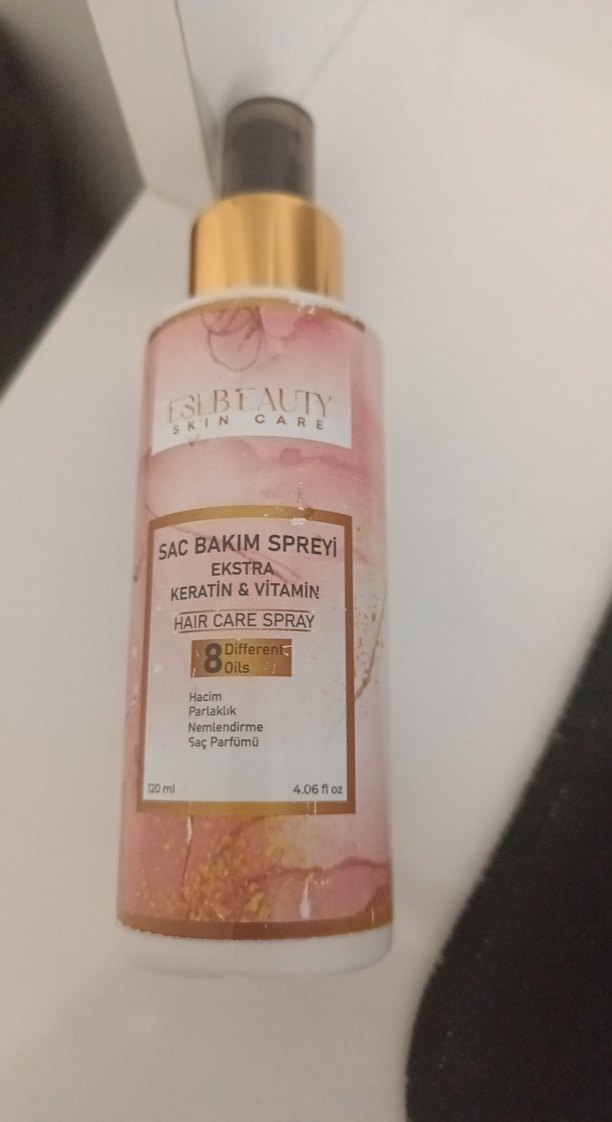 ESLBEAUTY
SKIN CARE
SAC BAKIM SPREYİ
EKSTRA
KERATİN & VİTAMİN
HAIR CARE SPRAY
8 Different
Oils
Hacim
Parlaklık
Nemlendirme
Saç Parfümü
120 ml 4.06 fl oz